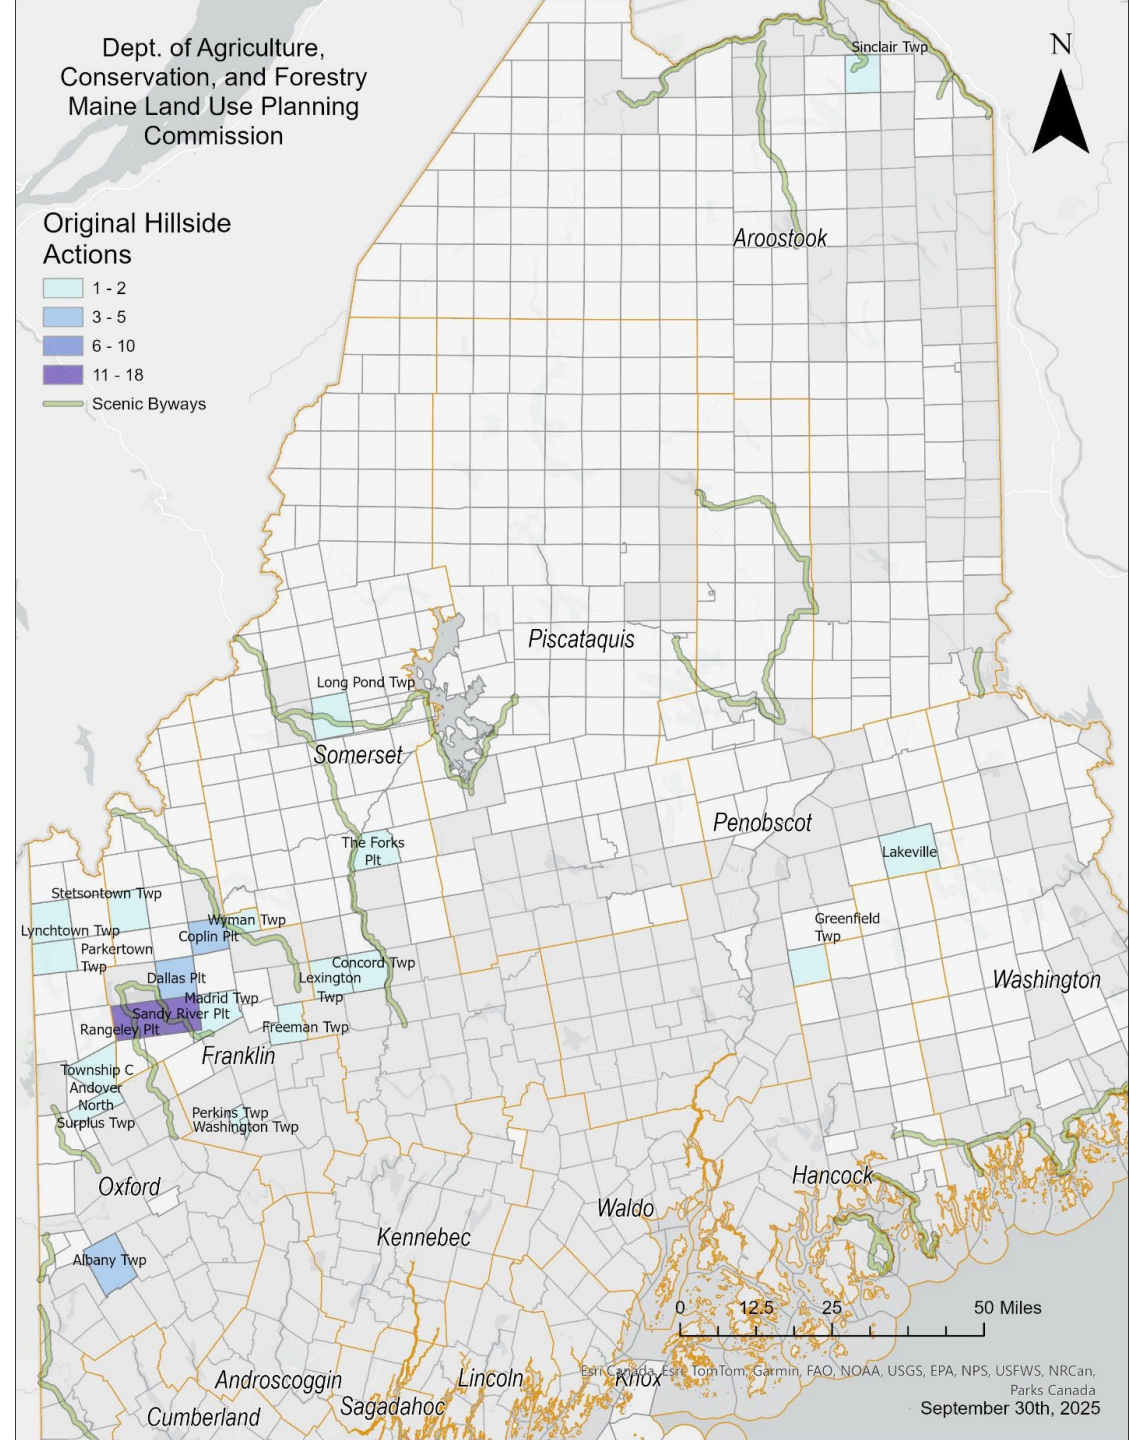 Dept. of Agriculture,
Conservation, and Forestry
Maine Land Use Planning
Commission
N
Original Hillside
Actions
1 - 2
3 - 5
6 - 10
11 - 18
Scenic Byways
Sinclair Twp
Aroostook
Piscataquis
Long Pond Twp
Somerset
Penobscot
The Forks
Plt
Lakeville
Stetsontown Twp
Lynchtown Twp
Wyman Twp
Coplin Plt
Parkertown
Twp
Greenfield
Twp
Dallas Plt
Concord Twp
Lexington
Twp
Washington
Madrid Twp
Sandy River Plt
Rangeley Plt
Freeman Twp
Franklin
Township C
Andover
North
Surplus Twp
Perkins Twp
Washington Twp
Oxford
Hancock
Waldo
Kennebec
Albany Twp
0 12.5 25 50 Miles
Androscoggin
Lincoln
Knox
Sagadahoc
Cumberland
Esri Canada, Esri, TomTom, Garmin, FAO, NOAA, USGS, EPA, NPS, USFWS, NRCan,
Parks Canada
September 30th, 2025